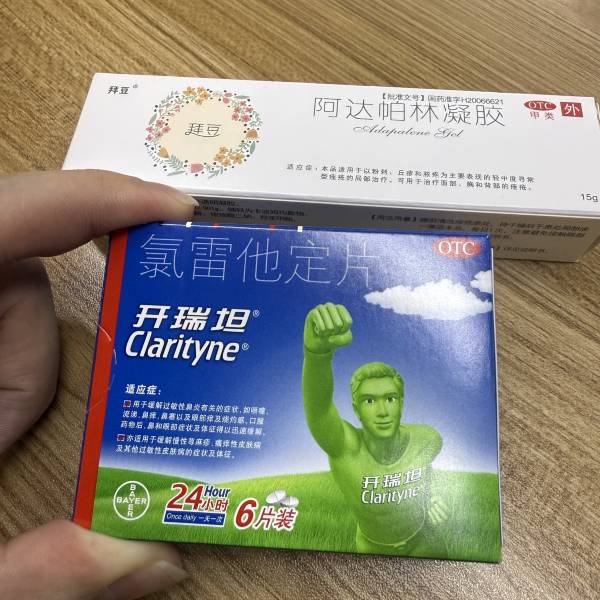 拜豆®
拜豆
【批准文号】国药准字H20066621
阿达帕林凝胶
Adapalene Gel
OTC
甲类
外
适应症：本品适用于以粉刺、丘疹和脓疱为主要表现的轻中度寻常
型痤疮的局部治疗。可用于治疗面部、胸和背部的痤疮。
15g
氯雷他定片
OTC
开瑞坦®
Clarityne®
适应症：
用于缓解过敏性鼻炎有关的症状，如喷嚏、
流涕、鼻痒、鼻塞以及眼部痒及烧灼感。口服
药物后，鼻和眼部症状及体征得以迅速缓解。
亦适用于缓解慢性荨麻疹、瘙痒性皮肤病
及其他过敏性皮肤病的症状及体征。
开瑞坦
Clarityne
BAYER
BAYER
24 Hour
小时
Once daily 一天一次
6片装